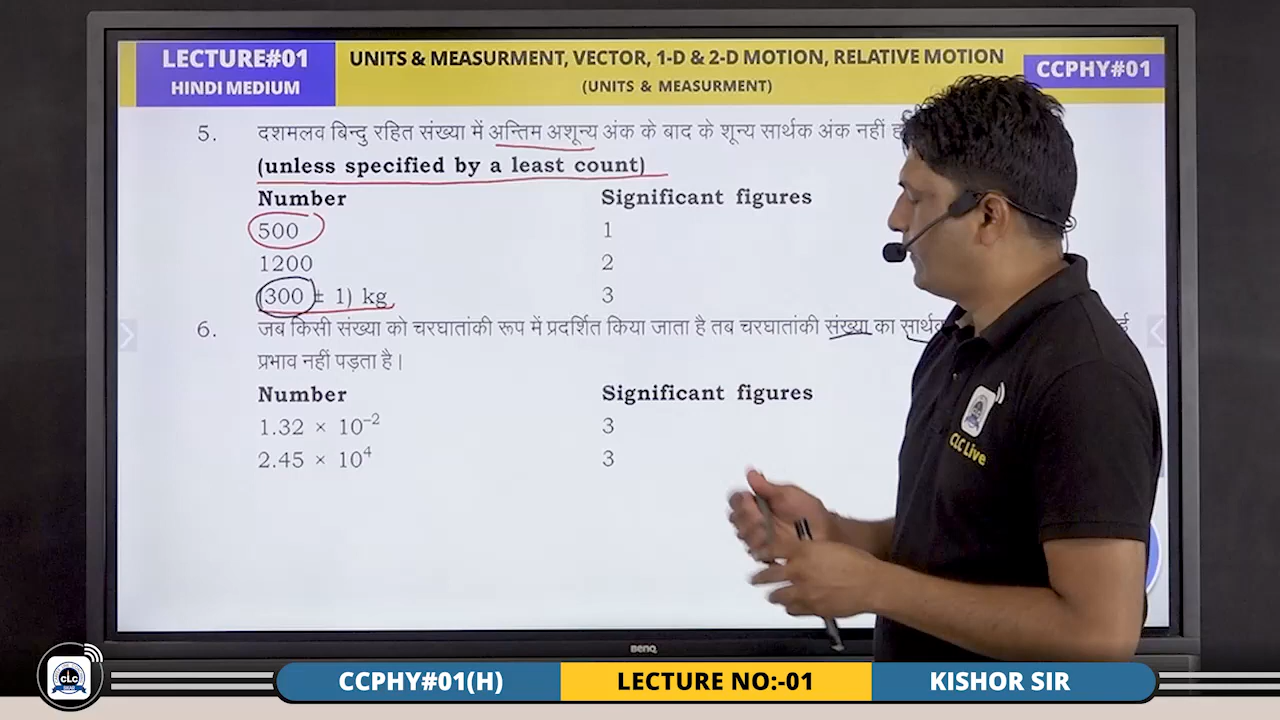 LECTURE#01
HINDI MEDIUM
UNITS & MEASURMENT, VECTOR, 1-D & 2-D MOTION, RELATIVE MOTION
(UNITS & MEASURMENT)
CCPHY#01
5. दशमलव बिन्दु रहित संख्या में अन्तिम अशून्य अंक के बाद के शून्य सार्थक अंक नहीं
(unless specified by a least count)
Number Significant figures
500 1
1200 2
(300 ± 1) kg 3
6. जब किसी संख्या को चरघातांकी रूप में प्रदर्शित किया जाता है तब चरघातांकी संख्या का
प्रभाव नहीं पड़ता है।
Number Significant figures
1.32 × 10⁻² 3
2.45 × 10⁴ 3
CLC Live
BENQ
CLC
CCPHY#01(H)
LECTURE NO:-01
KISHOR SIR